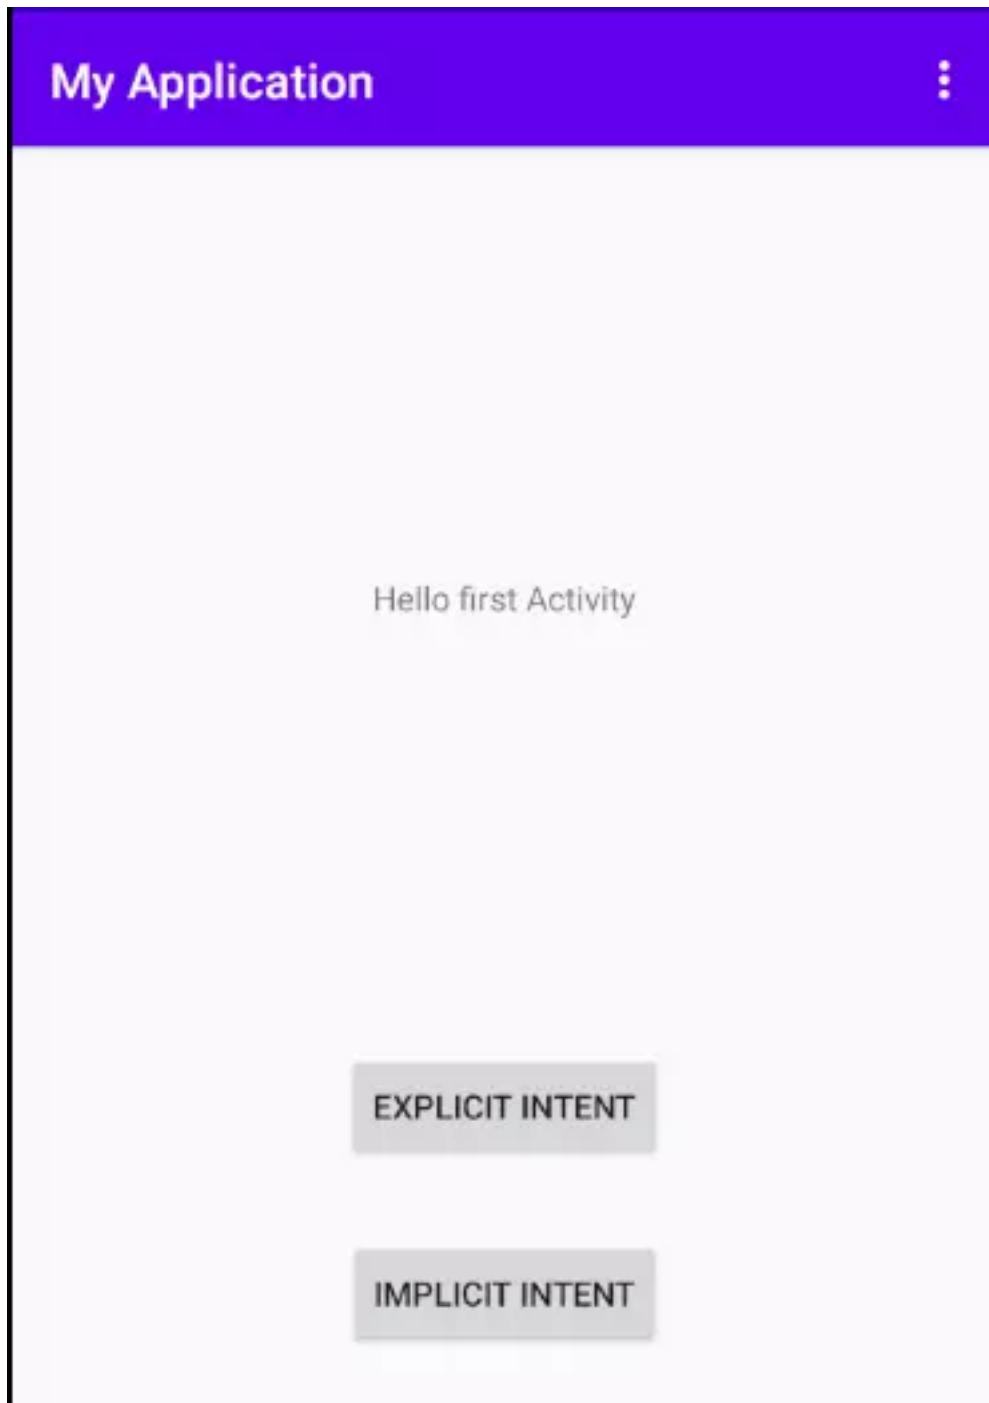 My Application
Hello first Activity
EXPLICIT INTENT
IMPLICIT INTENT